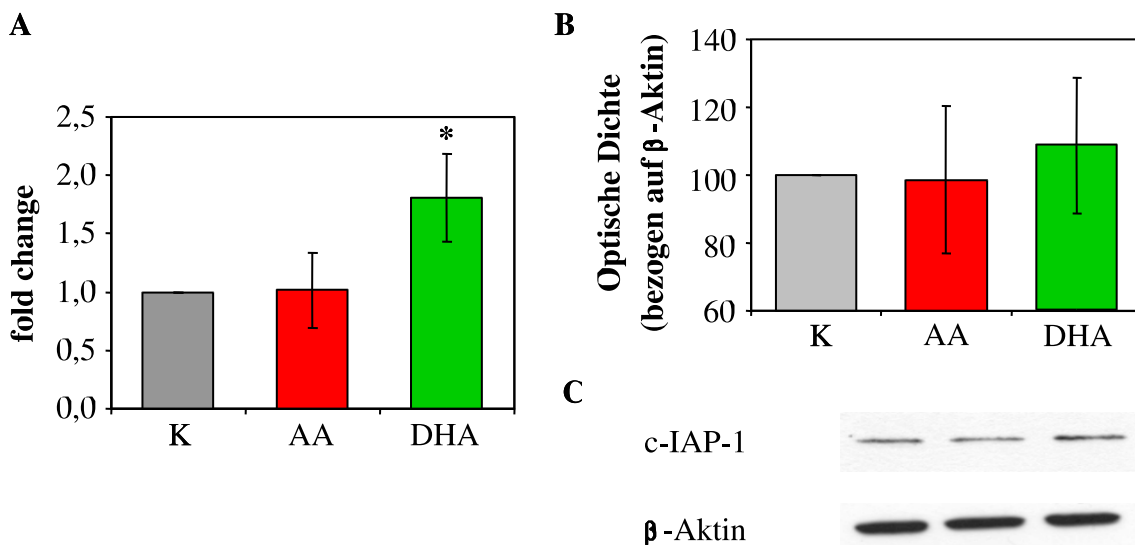 A
fold change
2,5
2,0
1,5
1,0
0,5
0,0
*
K AA DHA
B
Optische Dichte
(bezogen auf β-Aktin)
140
120
100
80
60
K AA DHA
C
c-IAP-1
β-Aktin